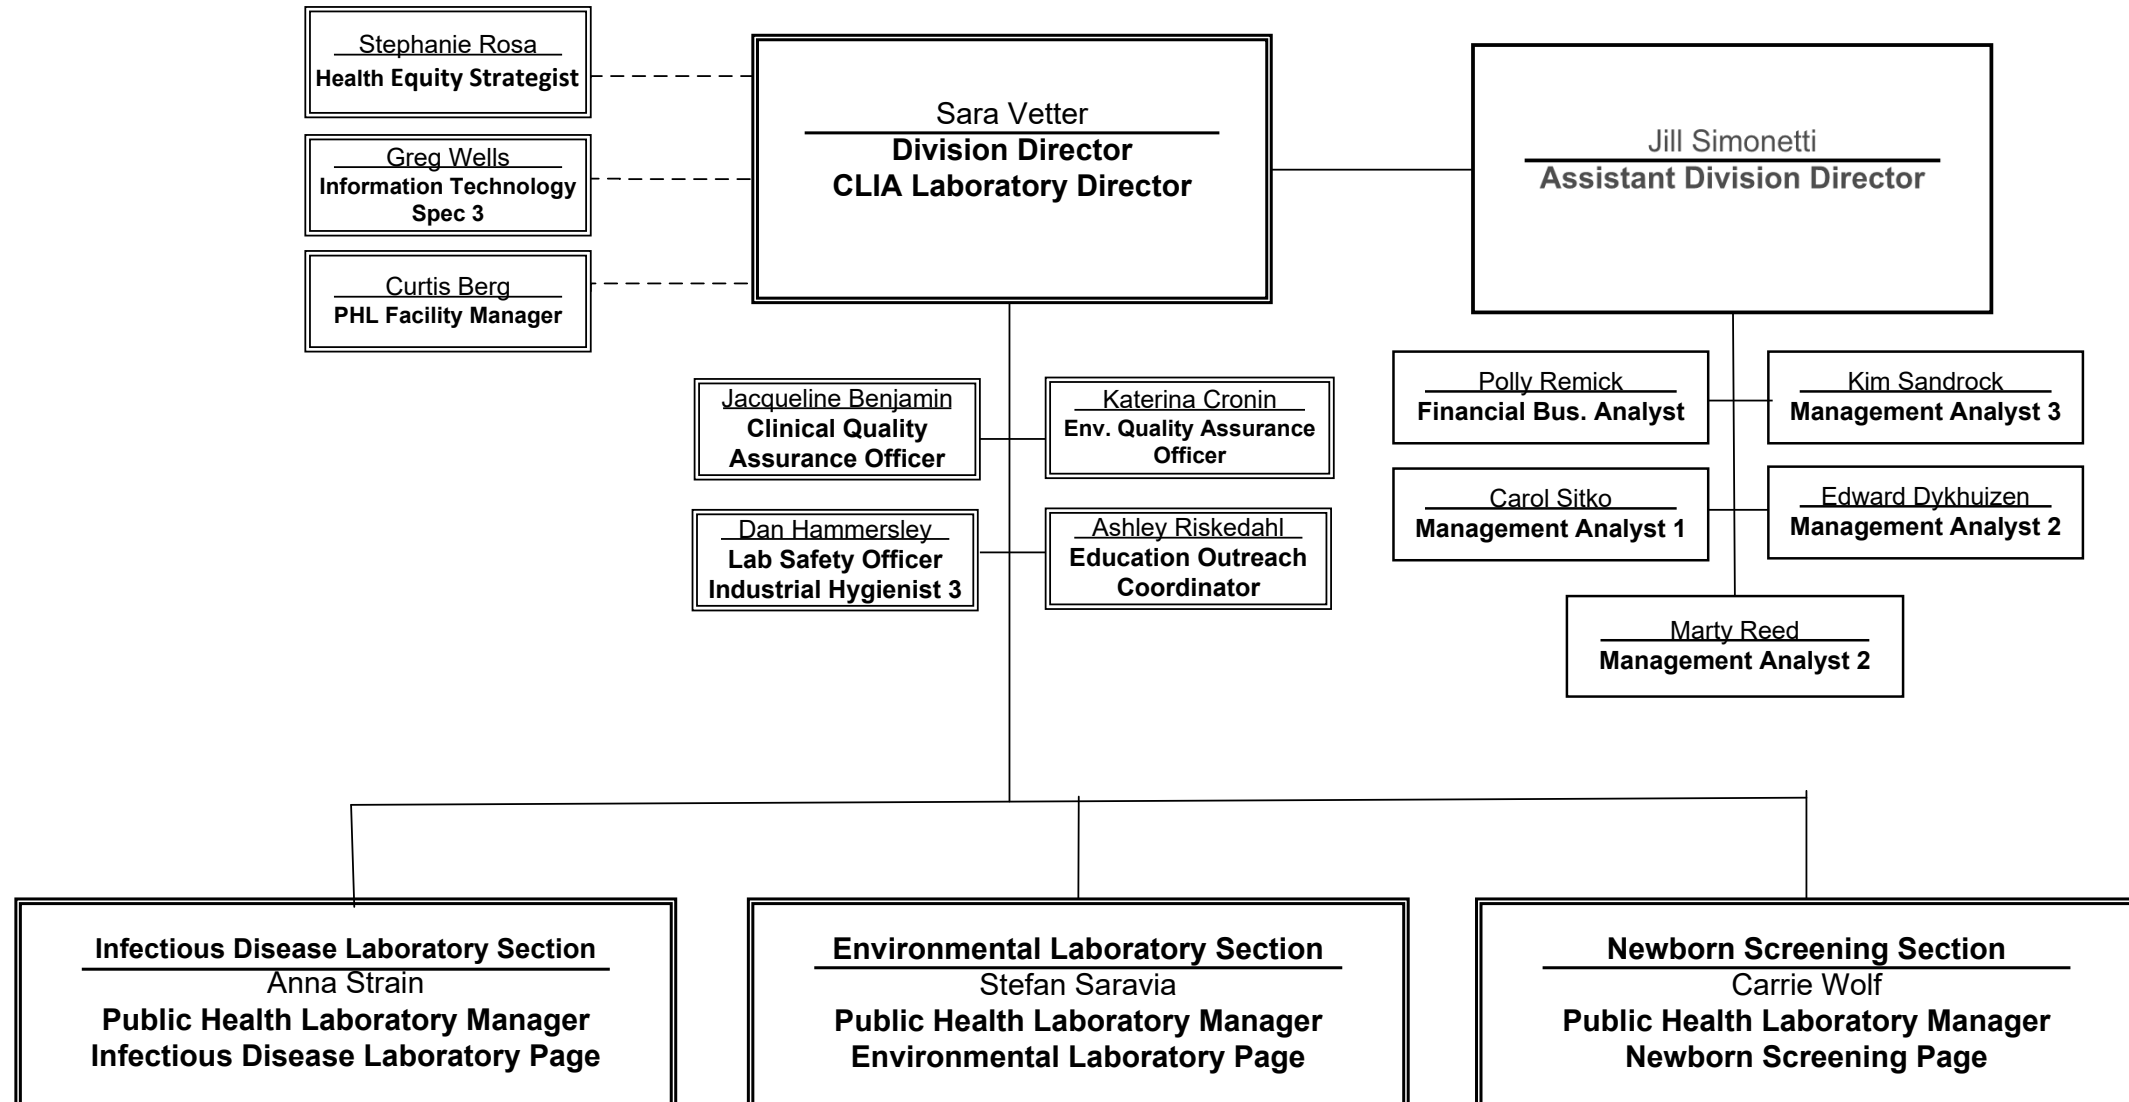 Stephanie Rosa
Health Equity Strategist
Greg Wells
Information Technology
Spec 3
Curtis Berg
PHL Facility Manager
Sara Vetter
Division Director
CLIA Laboratory Director
Jill Simonetti
Assistant Division Director
Jacqueline Benjamin
Clinical Quality
Assurance Officer
Katerina Cronin
Env. Quality Assurance
Officer
Dan Hammersley
Lab Safety Officer
Industrial Hygienist 3
Ashley Riskedahl
Education Outreach
Coordinator
Polly Remick
Financial Bus. Analyst
Kim Sandrock
Management Analyst 3
Carol Sitko
Management Analyst 1
Edward Dykhuizen
Management Analyst 2
Marty Reed
Management Analyst 2
Infectious Disease Laboratory Section
Anna Strain
Public Health Laboratory Manager
Infectious Disease Laboratory Page
Environmental Laboratory Section
Stefan Saravia
Public Health Laboratory Manager
Environmental Laboratory Page
Newborn Screening Section
Carrie Wolf
Public Health Laboratory Manager
Newborn Screening Page